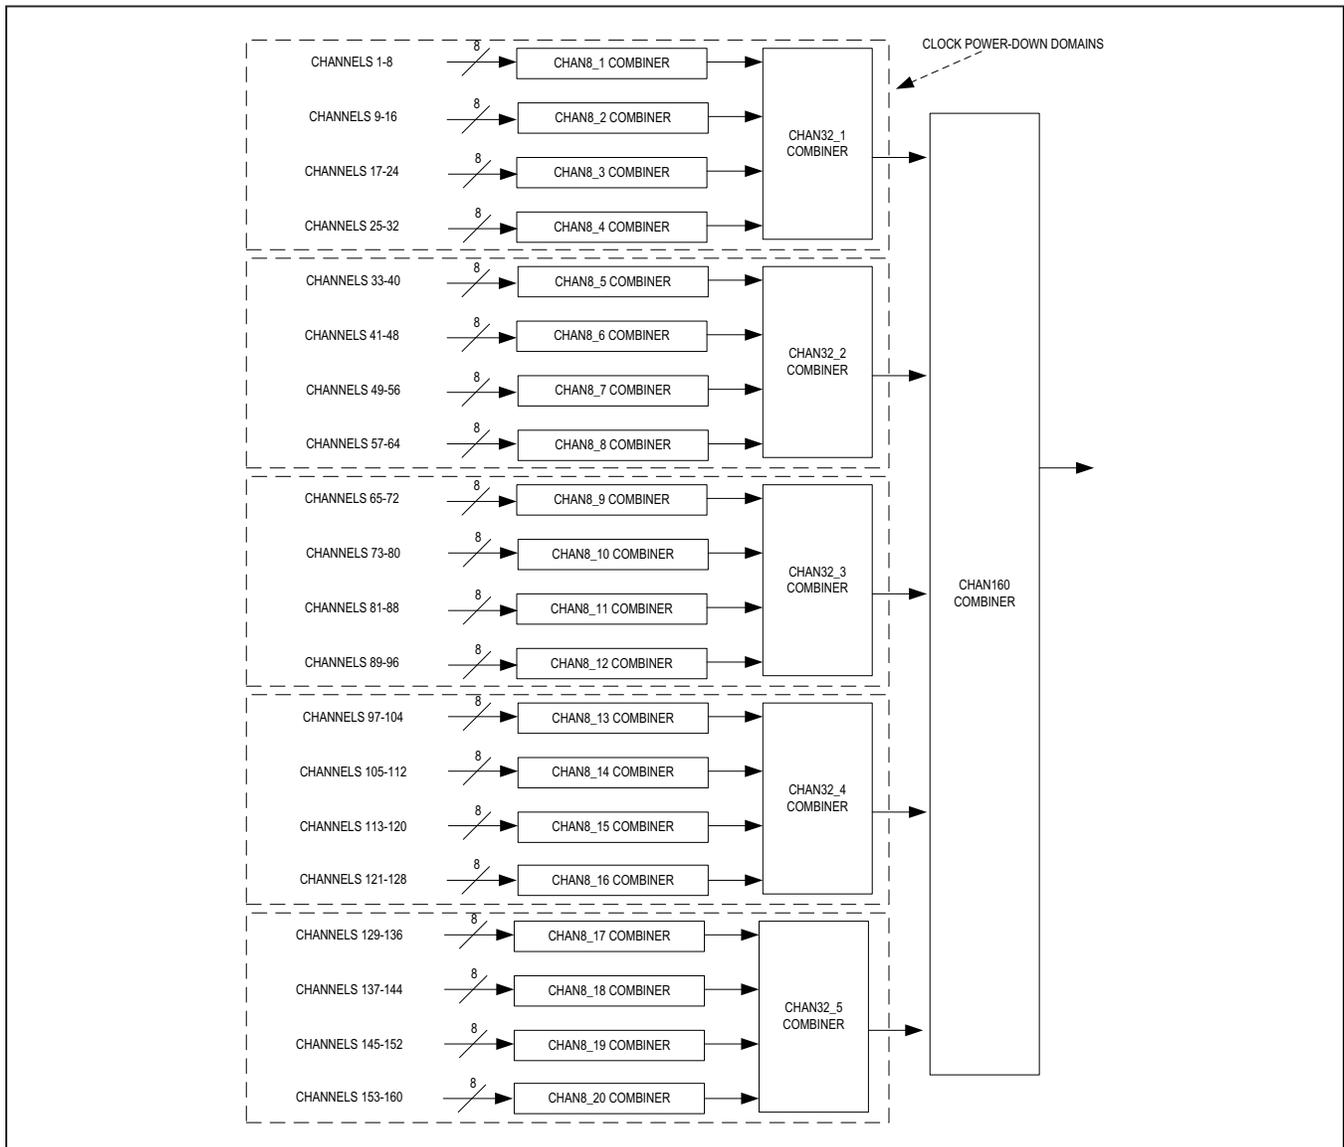 CLOCK POWER-DOWN DOMAINS
CHANNELS 1-8
8
CHAN8_1 COMBINER
CHANNELS 9-16
8
CHAN8_2 COMBINER
CHANNELS 17-24
8
CHAN8_3 COMBINER
CHANNELS 25-32
8
CHAN8_4 COMBINER
CHAN32_1
COMBINER
CHANNELS 33-40
8
CHAN8_5 COMBINER
CHANNELS 41-48
8
CHAN8_6 COMBINER
CHANNELS 49-56
8
CHAN8_7 COMBINER
CHANNELS 57-64
8
CHAN8_8 COMBINER
CHAN32_2
COMBINER
CHANNELS 65-72
8
CHAN8_9 COMBINER
CHANNELS 73-80
8
CHAN8_10 COMBINER
CHANNELS 81-88
8
CHAN8_11 COMBINER
CHANNELS 89-96
8
CHAN8_12 COMBINER
CHAN32_3
COMBINER
CHANNELS 97-104
8
CHAN8_13 COMBINER
CHANNELS 105-112
8
CHAN8_14 COMBINER
CHANNELS 113-120
8
CHAN8_15 COMBINER
CHANNELS 121-128
8
CHAN8_16 COMBINER
CHAN32_4
COMBINER
CHANNELS 129-136
8
CHAN8_17 COMBINER
CHANNELS 137-144
8
CHAN8_18 COMBINER
CHANNELS 145-152
8
CHAN8_19 COMBINER
CHANNELS 153-160
8
CHAN8_20 COMBINER
CHAN32_5
COMBINER
CHAN160
COMBINER